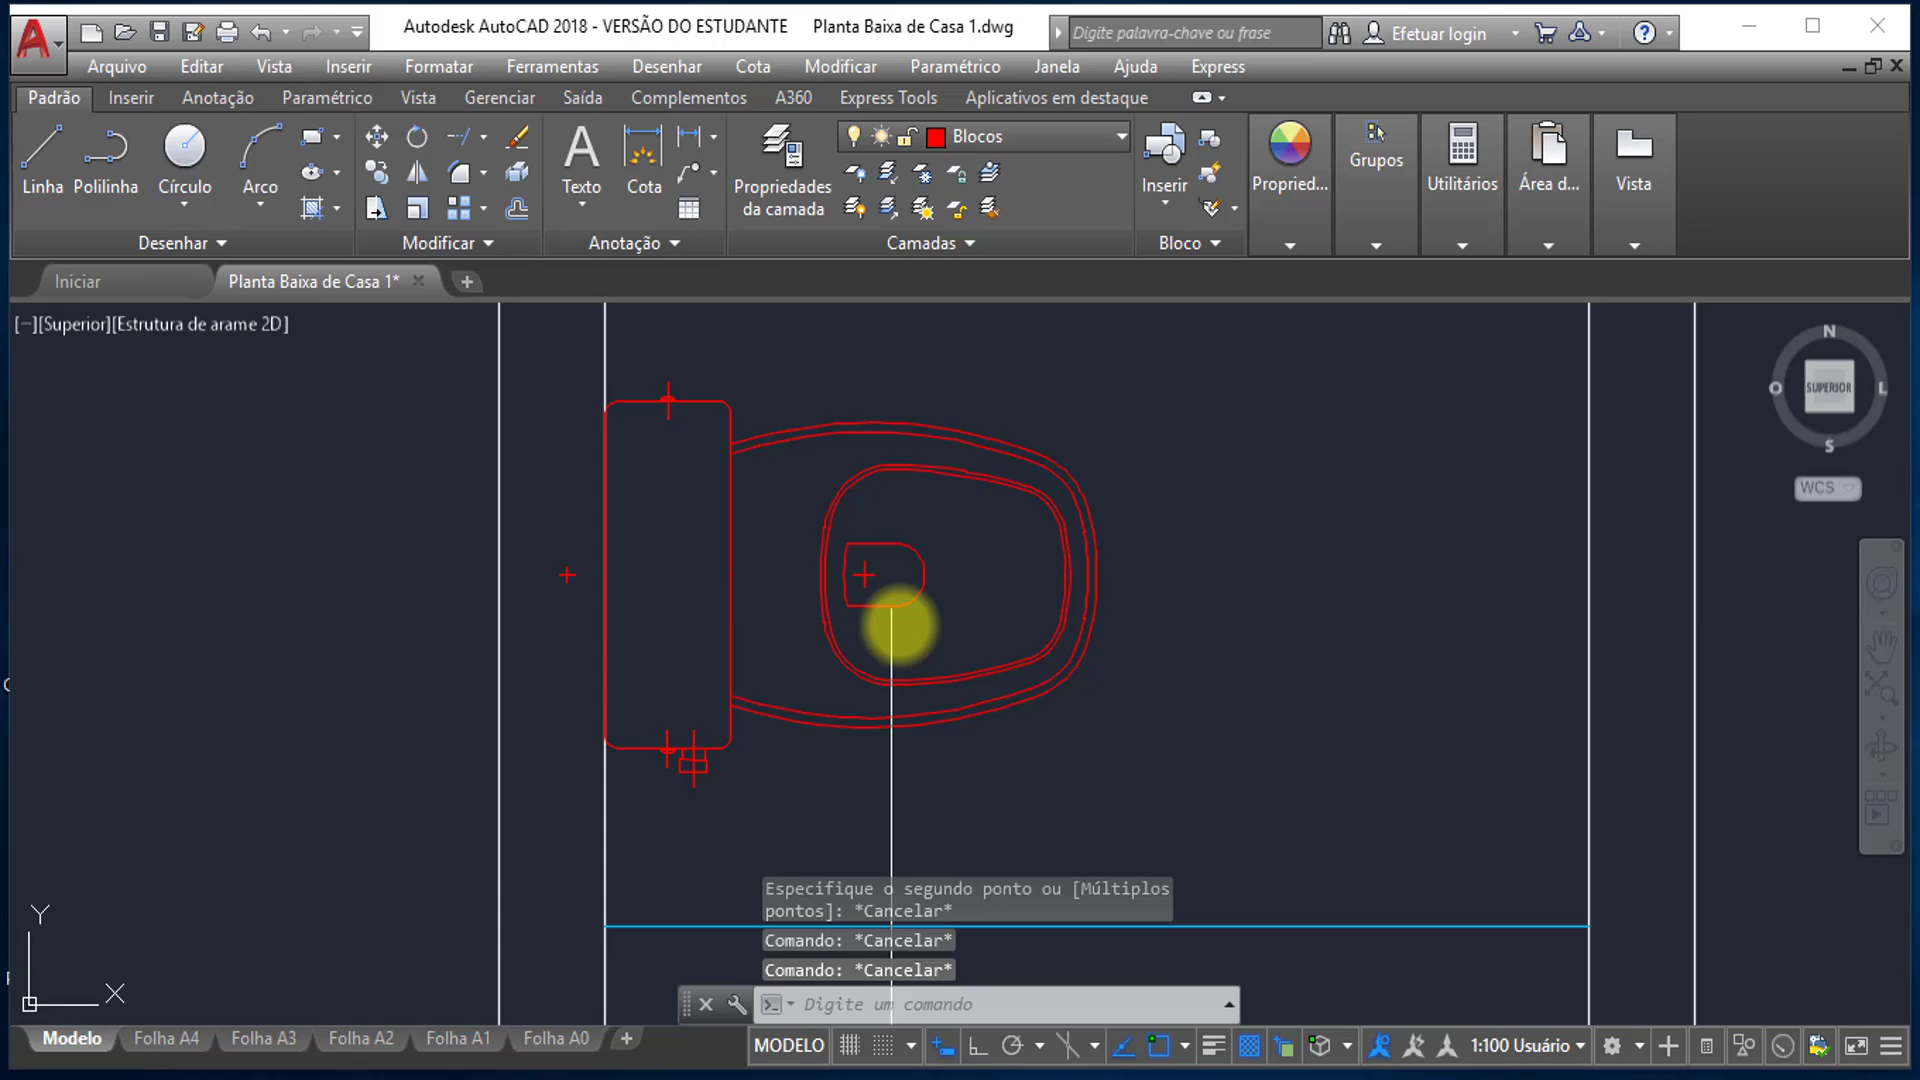 Autodesk AutoCAD 2018 - VERSÃO DO ESTUDANTE Planta Baixa de Casa 1.dwg
Digite palavra-chave ou frase
Efetuar login
Arquivo Editar Vista Inserir Formatar Ferramentas Desenhar Cota Modificar Paramétrico Janela Ajuda Express
Padrão Inserir Anotação Paramétrico Vista Gerenciar Saída Complementos A360 Express Tools Aplicativos em destaque
Blocos
Linha Polilinha Círculo Arco
Texto Cota
Propriedades
da camada
Inserir
Propried...
Grupos
Utilitários
Área d...
Vista
Desenhar Modificar Anotação Camadas Bloco
Iniciar Planta Baixa de Casa 1*
[−][Superior][Estrutura de arame 2D]
N
O SUPERIOR L
S
WCS
Especifique o segundo ponto ou [Múltiplos
pontos]: *Cancelar*
Comando: *Cancelar*
Comando: *Cancelar*
Digite um comando
Y
X
Modelo Folha A4 Folha A3 Folha A2 Folha A1 Folha A0
MODELO
1:100 Usuário